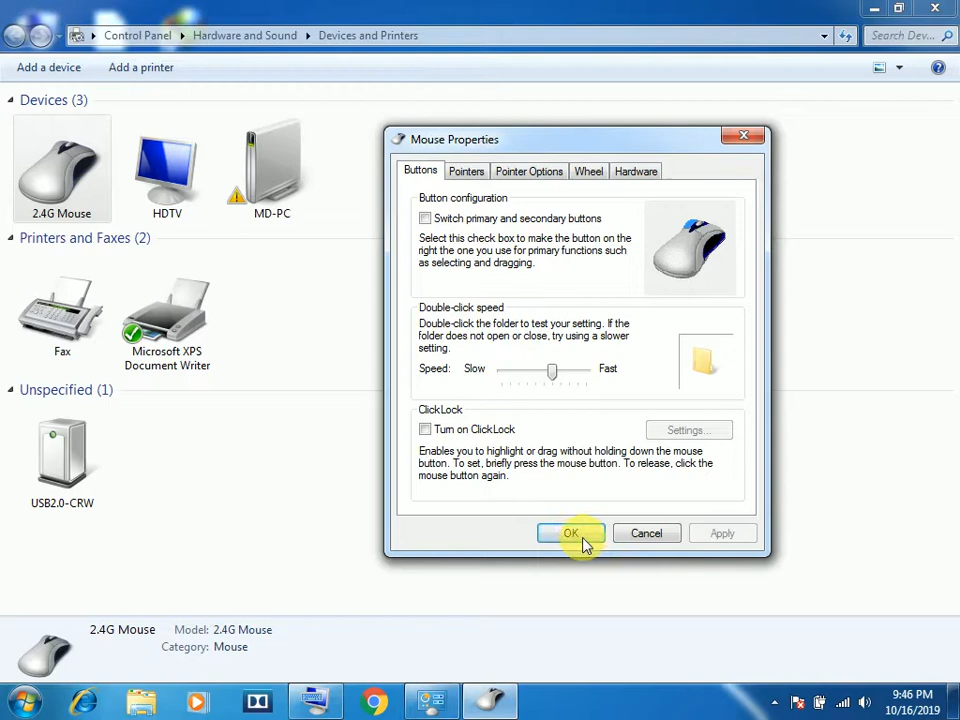 Control Panel Hardware and Sound Devices and Printers Search Dev...
Add a device Add a printer
Devices (3)
2.4G Mouse HDTV MD-PC
Printers and Faxes (2)
Fax Microsoft XPS
Document Writer
Unspecified (1)
USB2.0-CRW
Mouse Properties
Buttons Pointers Pointer Options Wheel Hardware
Button configuration
Switch primary and secondary buttons
Select this check box to make the button on the
right the one you use for primary functions such
as selecting and dragging.
Double-click speed
Double-click the folder to test your setting. If the
folder does not open or close, try using a slower
setting.
Speed: Slow Fast
ClickLock
Turn on ClickLock Settings...
Enables you to highlight or drag without holding down the mouse
button. To set, briefly press the mouse button. To release, click the
mouse button again.
OK Cancel Apply
2.4G Mouse Model: 2.4G Mouse
Category: Mouse
9:46 PM
10/16/2019